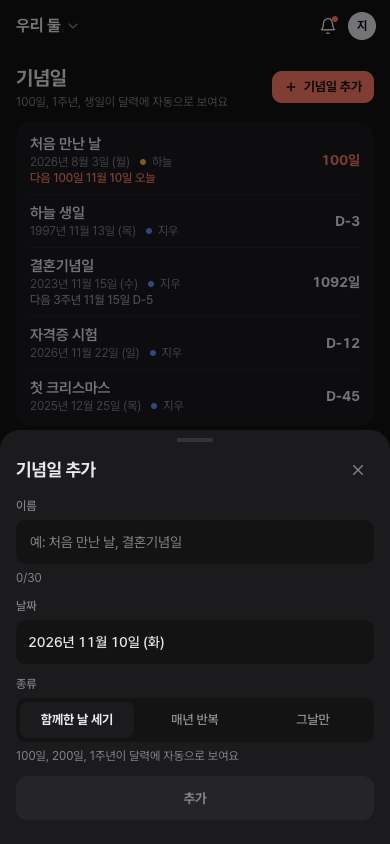 우리 둘
지
기념일
100일, 1주년, 생일이 달력에 자동으로 보여요
+ 기념일 추가
처음 만난 날
2026년 8월 3일 (월) 하늘
다음 100일 11월 10일 오늘
100일
하늘 생일
1997년 11월 13일 (목) 지우
D-3
결혼기념일
2023년 11월 15일 (수) 지우
다음 3주년 11월 15일 D-5
1092일
자격증 시험
2026년 11월 22일 (일) 지우
D-12
첫 크리스마스
2025년 12월 25일 (목) 지우
D-45
기념일 추가
이름
예: 처음 만난 날, 결혼기념일
0/30
날짜
2026년 11월 10일 (화)
종류
함께한 날 세기
매년 반복
그날만
100일, 200일, 1주년이 달력에 자동으로 보여요
추가